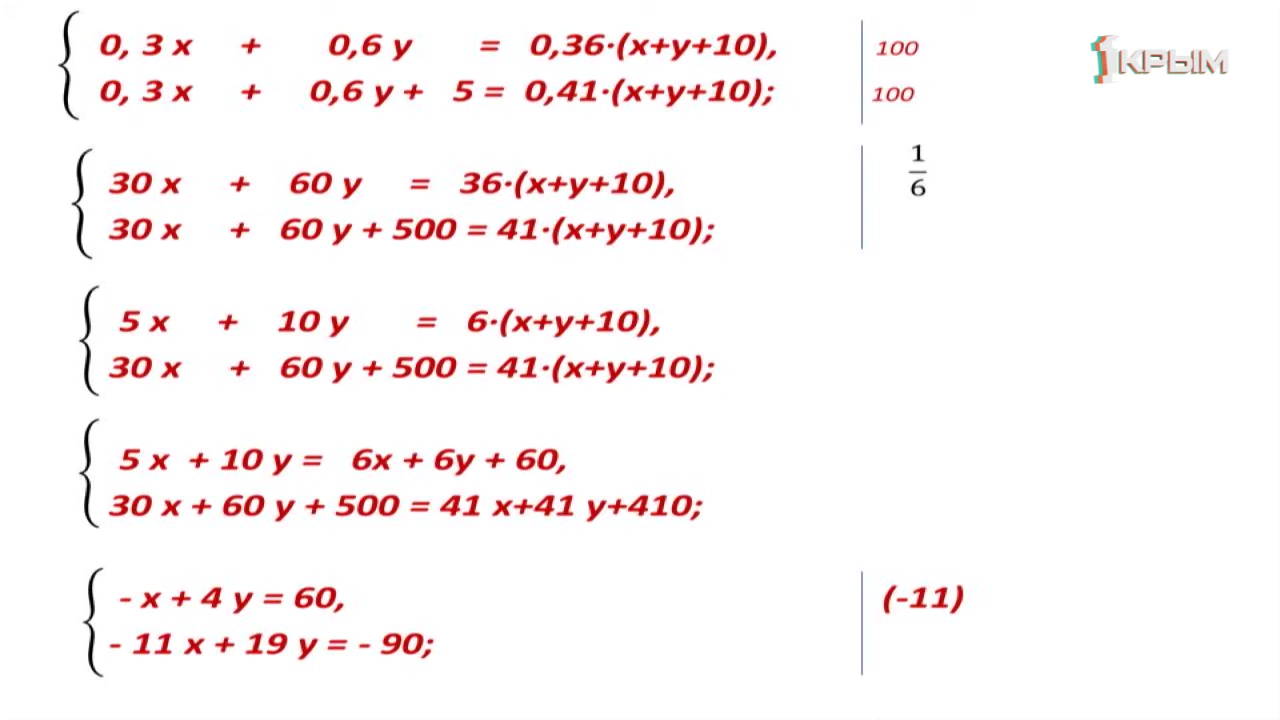 0, 3 x + 0,6 y = 0,36·(x+y+10), 100
1КРЫМ
0, 3 x + 0,6 y + 5 = 0,41·(x+y+10); 100
30 x + 60 y = 36·(x+y+10), 1/6
30 x + 60 y + 500 = 41·(x+y+10);
5 x + 10 y = 6·(x+y+10),
30 x + 60 y + 500 = 41·(x+y+10);
5 x + 10 y = 6x + 6y + 60,
30 x + 60 y + 500 = 41 x+41 y+410;
- x + 4 y = 60, (-11)
- 11 x + 19 y = - 90;